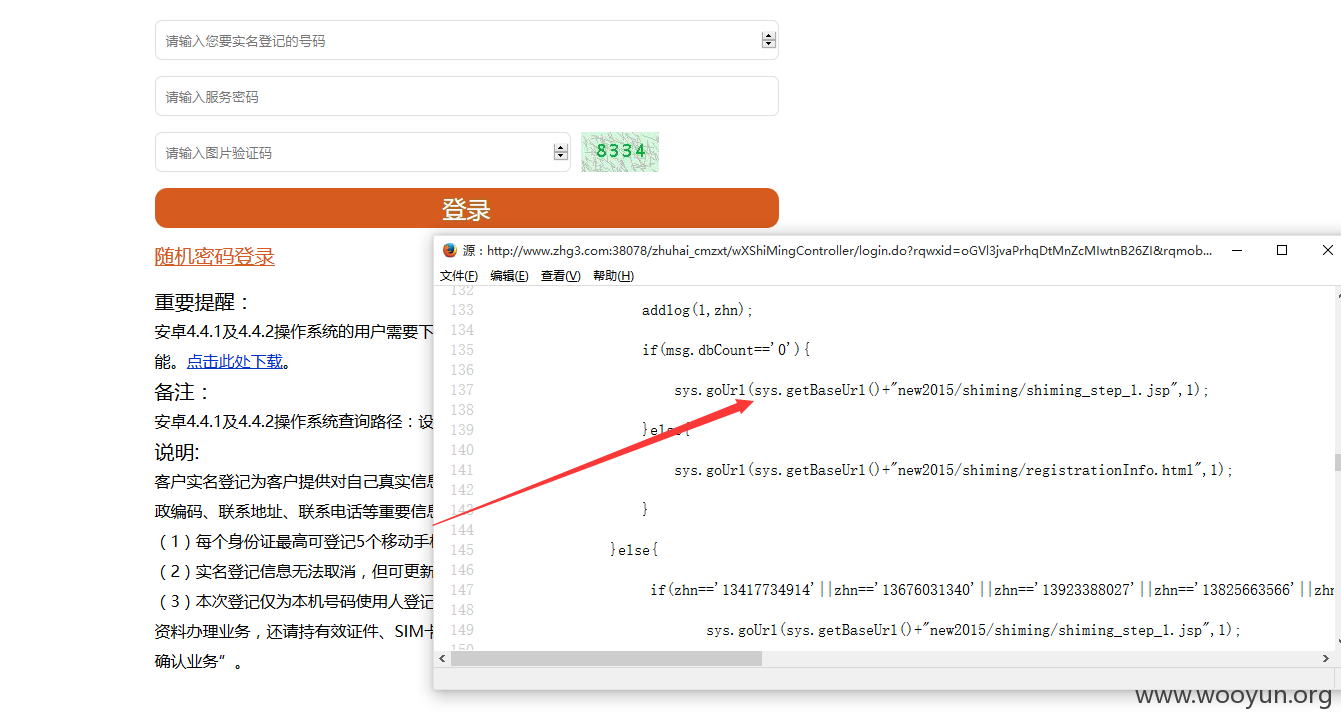 请输入您要实名登记的号码
请输入服务密码
请输入图片验证码
8334
登录
随机密码登录
重要提醒：
安卓4.4.1及4.4.2操作系统的用户需要下
能。点击此处下载。
备注：
安卓4.4.1及4.4.2操作系统查询路径：设
说明:
客户实名登记为客户提供对自己真实信息
政编码、联系地址、联系电话等重要信息
（1）每个身份证最高可登记5个移动手机
（2）实名登记信息无法取消，但可更新
（3）本次登记仅为本机号码使用人登记
资料办理业务，还请持有效证件、SIM卡
确认业务”。
源：http://www.zhg3.com:38078/zhuhai_cmzxt/wXShiMingController/login.do?rqwxid=oGVl3jvaPrhqDtMnZcMIwtnB26ZI&rqmob...
文件(F) 编辑(E) 查看(V) 帮助(H)
132
133 addlog(1,zhn);
134
135 if(msg.dbCount=='0'){
136
137 sys.goUrl(sys.getBaseUrl()+"new2015/shiming/shiming_step_1.jsp",1);
138
139 }else{
140
141 sys.goUrl(sys.getBaseUrl()+"new2015/shiming/registrationInfo.html",1);
142
143 }
144
145 }else{
146
147 if(zhn=='13417734914'||zhn=='13676031340'||zhn=='13923388027'||zhn=='13825663566'||zhn
148
149 sys.goUrl(sys.getBaseUrl()+"new2015/shiming/shiming_step_1.jsp",1);
150
www.wooyun.org